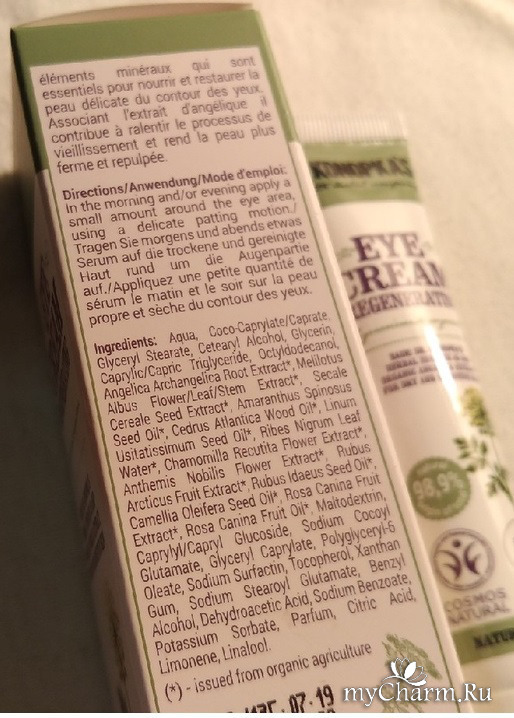 éléments minéraux qui sont
essentiels pour nourrir et restaurer la
peau délicate du contour des yeux.
Associant l'extrait d'angélique il
contribue à ralentir le processus de
vieillissement et rend la peau plus
ferme et repulpée.
Directions/Anwendung/Mode d'emploi:
In the morning and/or evening apply a
small amount around the eye area,
using a delicate patting motion./
Tragen Sie morgens und abends etwas
Serum auf die trockene und gereinigte
Haut rund um die Augenpartie
auf./Appliquez une petite quantité de
sérum le matin et le soir sur la peau
propre et sèche du contour des yeux.
Ingredients: Aqua, Coco-Caprylate/Caprate,
Glyceryl Stearate, Cetearyl Alcohol, Glycerin,
Caprylic/Capric Triglyceride, Octyldodecanol,
Angelica Archangelica Root Extract*, Melilotus
Albus Flower/Leaf/Stem Extract*, Secale
Cereale Seed Extract*, Amaranthus Spinosus
Seed Oil*, Cedrus Atlantica Wood Oil*, Linum
Usitatissimum Seed Oil*, Ribes Nigrum Leaf
Water*, Chamomilla Recutita Flower Extract*,
Anthemis Nobilis Flower Extract*, Rubus
Arcticus Fruit Extract*, Rubus Idaeus Seed Oil*,
Camellia Oleifera Seed Oil*, Rosa Canina Fruit
Extract*, Rosa Canina Fruit Oil*, Maltodextrin,
Caprylyl/Capryl Glucoside, Sodium Cocoyl
Glutamate, Glyceryl Caprylate, Polyglyceryl-6
Oleate, Sodium Surfactin, Tocopherol, Xanthan
Gum, Sodium Stearoyl Glutamate, Benzyl
Alcohol, Dehydroacetic Acid, Sodium Benzoate,
Potassium Sorbate, Parfum, Citric Acid,
Limonene, Linalool.
(*) - issued from organic agriculture
07.19
EYE
CREAM
REGENERATI
98,9%
COSMOS
NATURAL
NATUR
myCharm.Ru